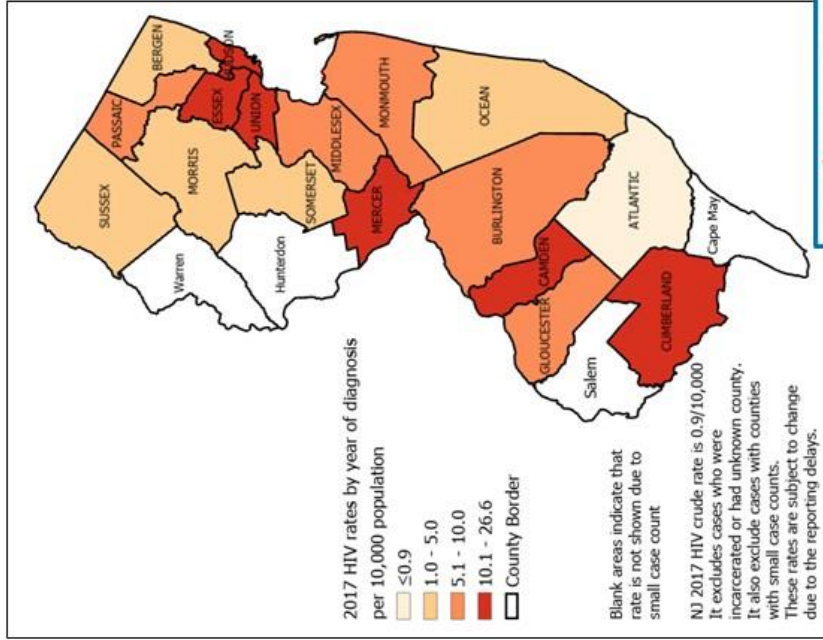 SUSSEX
PASSAIC
BERGEN
Warren
MORRIS
ESSEX
HUDSON
UNION
Hunterdon
SOMERSET
MIDDLESEX
MERCER
MONMOUTH
OCEAN
BURLINGTON
CAMDEN
GLOUCESTER
ATLANTIC
Salem
CUMBERLAND
Cape May
2017 HIV rates by year of diagnosis
per 10,000 population
≤0.9
1.0 - 5.0
5.1 - 10.0
10.1 - 26.6
County Border
Blank areas indicate that
rate is not shown due to
small case count
NJ 2017 HIV crude rate is 0.9/10,000
It excludes cases who were
incarcerated or had unknown county.
It also exclude cases with counties
with small case counts.
These rates are subject to change
due to the reporting delays.